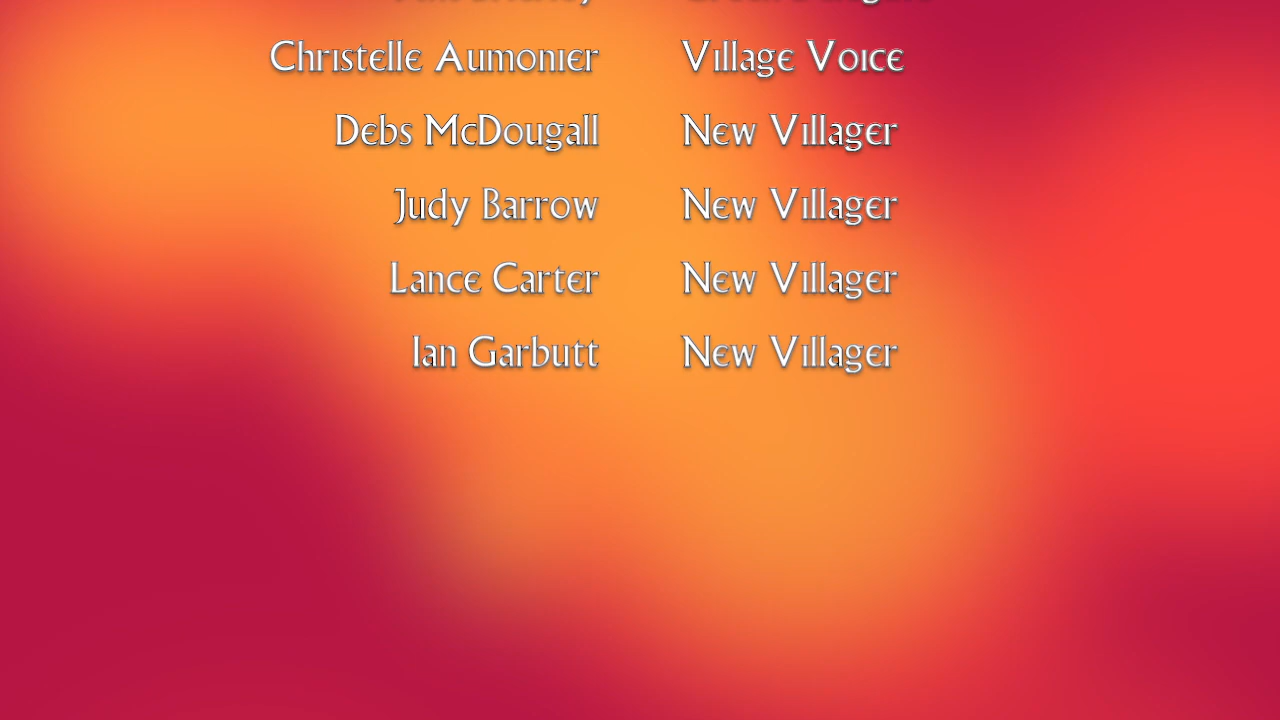 Christelle Aumonier Village Voice
Debs McDougall New Villager
Judy Barrow New Villager
Lance Carter New Villager
Ian Garbutt New Villager